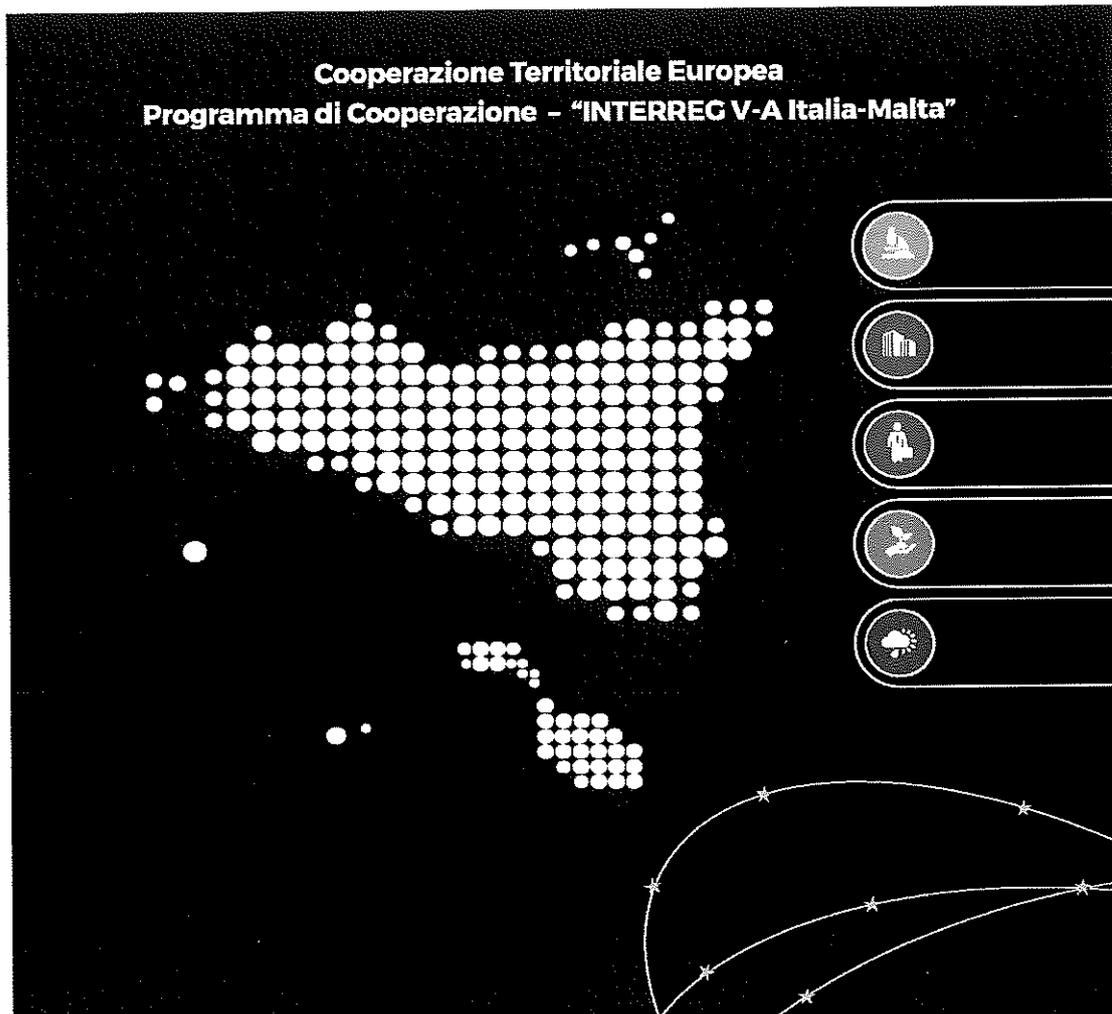 Cooperazione Territoriale Europea
Programma di Cooperazione – “INTERREG V-A Italia-Malta”